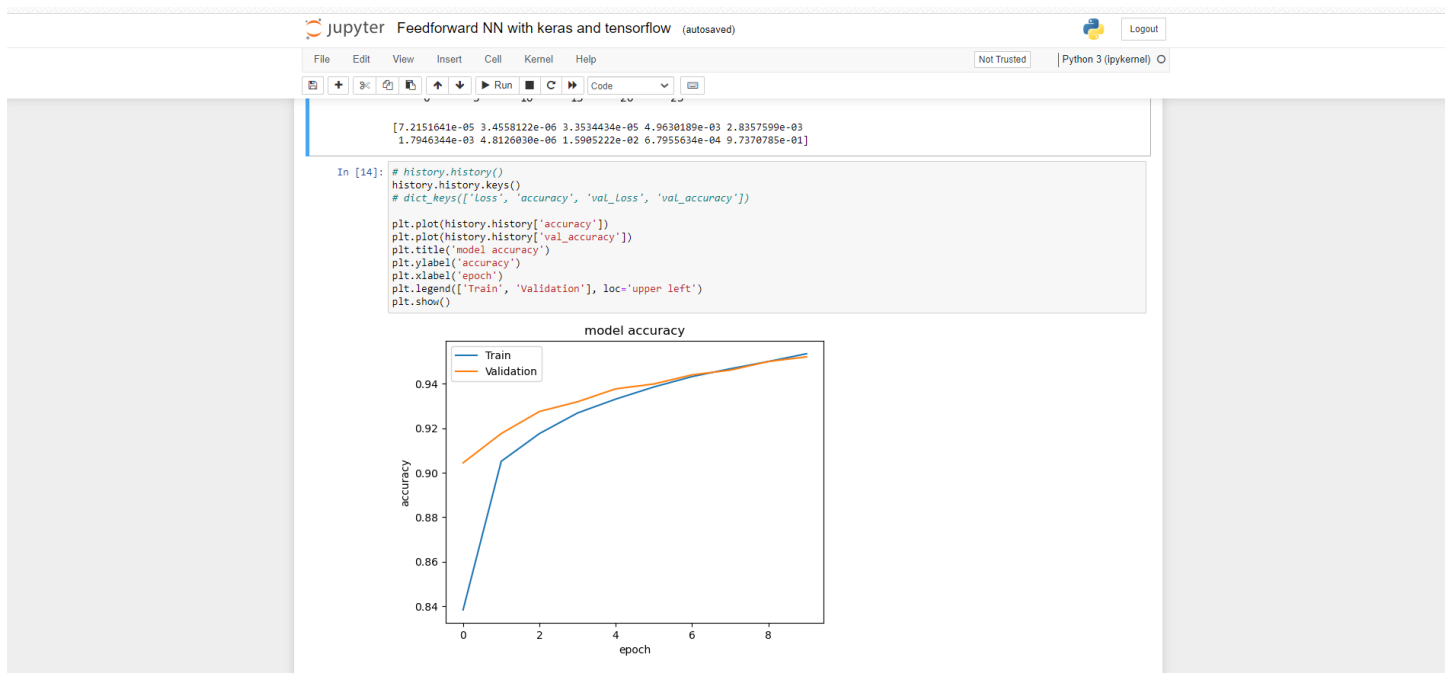 jupyter Feedforward NN with keras and tensorflow (autosaved)
Logout
File Edit View Insert Cell Kernel Help
Not Trusted
Python 3 (ipykernel)
Run
Code
0 5 10 15 20 25
[7.2151641e-05 3.4558122e-06 3.3534434e-05 4.9630189e-03 2.8357599e-03
1.7946344e-03 4.8126030e-06 1.5905222e-02 6.7955634e-04 9.7370785e-01]
In [14]:
# history.history()
history.history.keys()
# dict_keys(['loss', 'accuracy', 'val_loss', 'val_accuracy'])
plt.plot(history.history['accuracy'])
plt.plot(history.history['val_accuracy'])
plt.title('model accuracy')
plt.ylabel('accuracy')
plt.xlabel('epoch')
plt.legend(['Train', 'Validation'], loc='upper left')
plt.show()
model accuracy
Train
Validation
0.94
0.92
0.90
0.88
0.86
0.84
accuracy
0 2 4 6 8
epoch